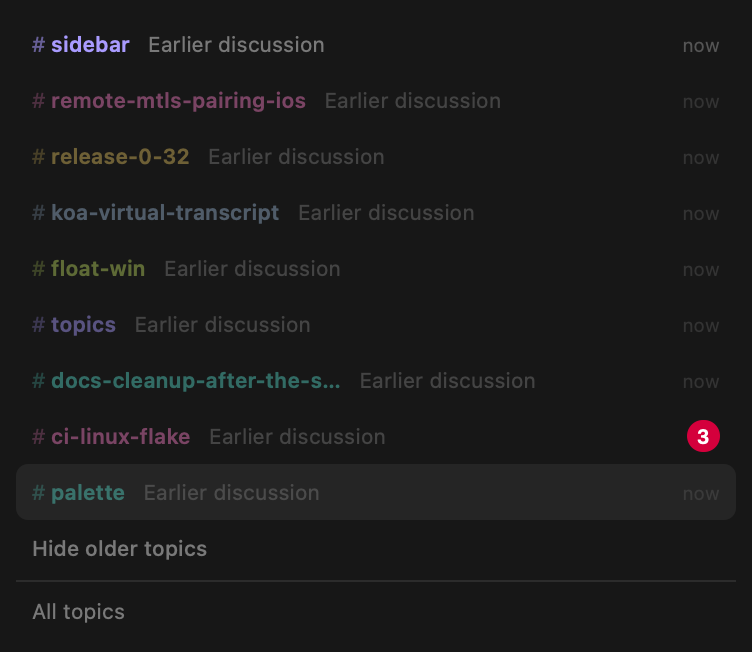 # sidebar Earlier discussion now
# remote-mtls-pairing-ios Earlier discussion now
# release-0-32 Earlier discussion now
# koa-virtual-transcript Earlier discussion now
# float-win Earlier discussion now
# topics Earlier discussion now
# docs-cleanup-after-the-s... Earlier discussion now
# ci-linux-flake Earlier discussion 3
# palette Earlier discussion now
Hide older topics
All topics